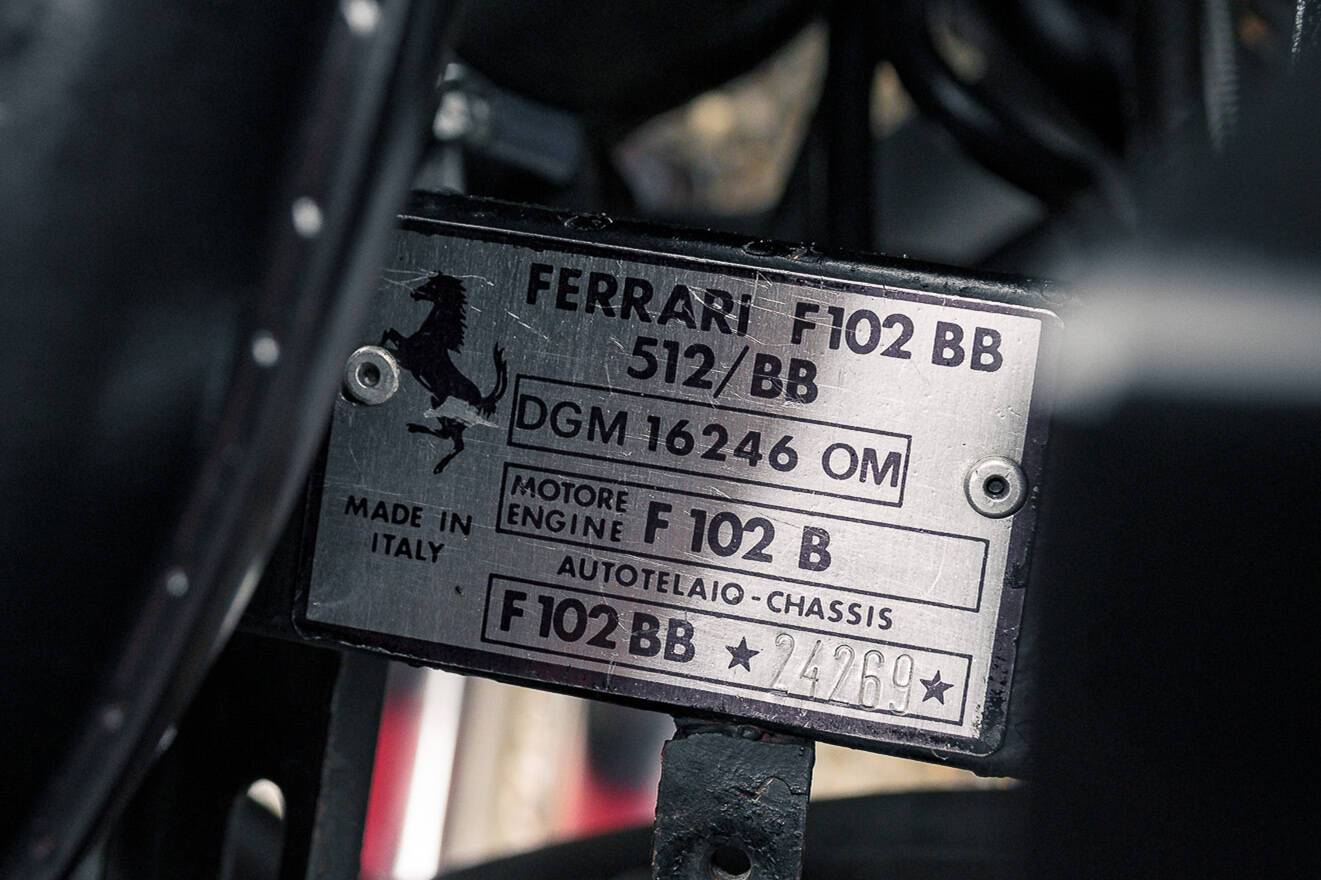 FERRARI F102 BB
512/BB
DGM 16246 OM
MOTORE
ENGINE F 102 B
AUTOTELAIO - CHASSIS
F 102 BB ★ 24269 ★
MADE IN
ITALY